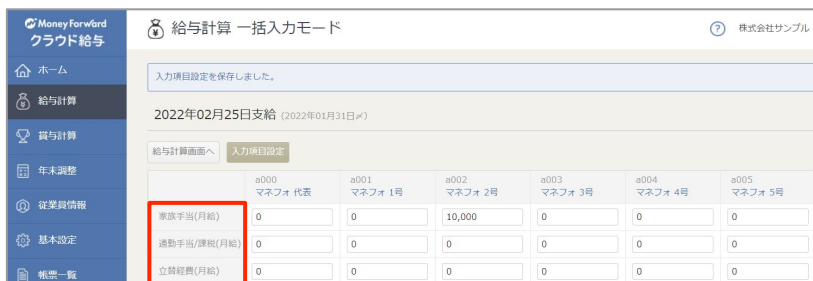 Money Forward
クラウド給与
給与計算 一括入力モード
? 株式会社サンプル
ホーム
給与計算
賞与計算
年末調整
従業員情報
基本設定
帳票一覧
入力項目設定を保存しました。
2022年02月25日支給 (2022年01月31日〆)
給与計算画面へ 入力項目設定
a000 a001 a002 a003 a004 a005
マネフォ 代表 マネフォ 1号 マネフォ 2号 マネフォ 3号 マネフォ 4号 マネフォ 5号
家族手当(月給) 0 0 10,000 0 0 0
通勤手当/課税(月給) 0 0 0 0 0 0
立替経費(月給) 0 0 0 0 0 0